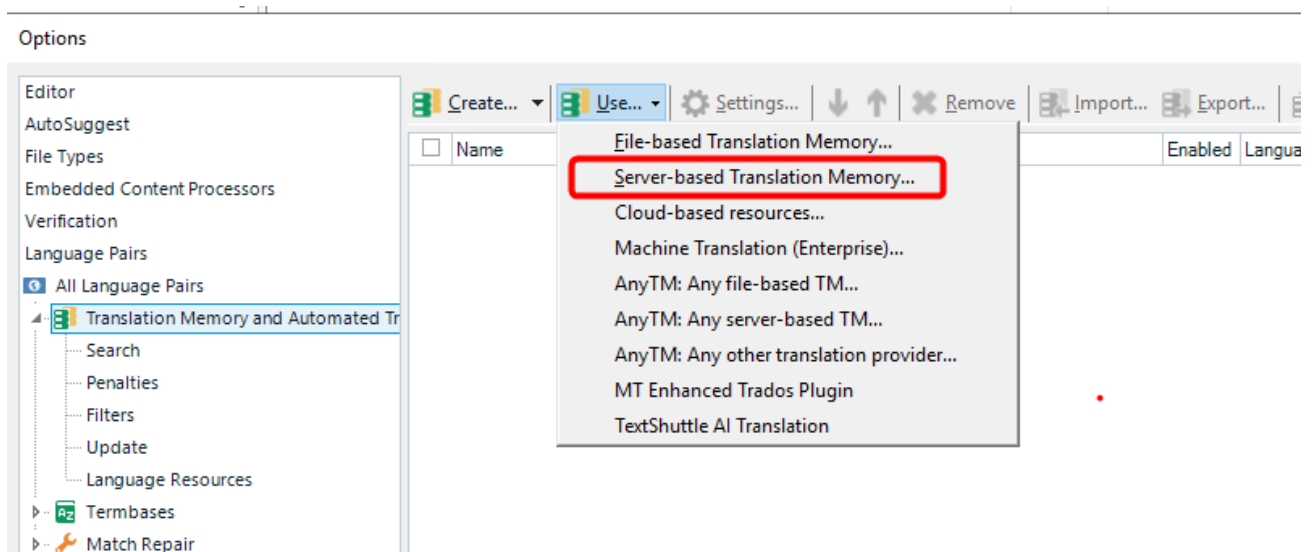 Options
Editor
AutoSuggest
File Types
Embedded Content Processors
Verification
Language Pairs
All Language Pairs
Translation Memory and Automated Tr
Search
Penalties
Filters
Update
Language Resources
Termbases
Match Repair
Create... Use... Settings... Remove Import... Export...
Name Enabled Langua
File-based Translation Memory...
Server-based Translation Memory...
Cloud-based resources...
Machine Translation (Enterprise)...
AnyTM: Any file-based TM...
AnyTM: Any server-based TM...
AnyTM: Any other translation provider...
MT Enhanced Trados Plugin
TextShuttle AI Translation